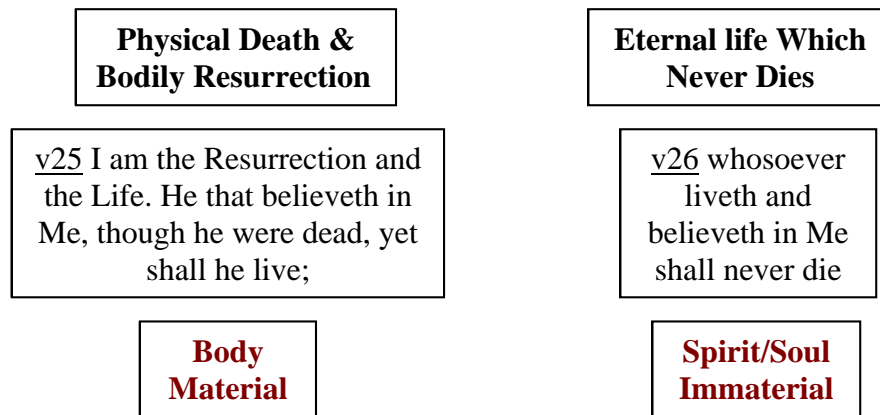 Physical Death &
Bodily Resurrection
v25 I am the Resurrection and
the Life. He that believeth in
Me, though he were dead, yet
shall he live;
Body
Material
Eternal life Which
Never Dies
v26 whosoever
liveth and
believeth in Me
shall never die
Spirit/Soul
Immaterial